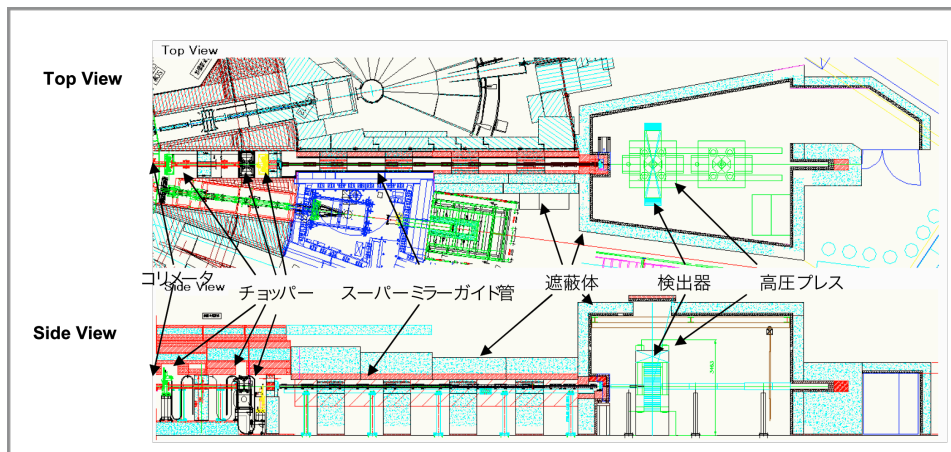 Top View
Top View
コリメータ
チョッパー
スーパーミラーガイド管
遮蔽体
検出器
高圧プレス
Side View
Side View